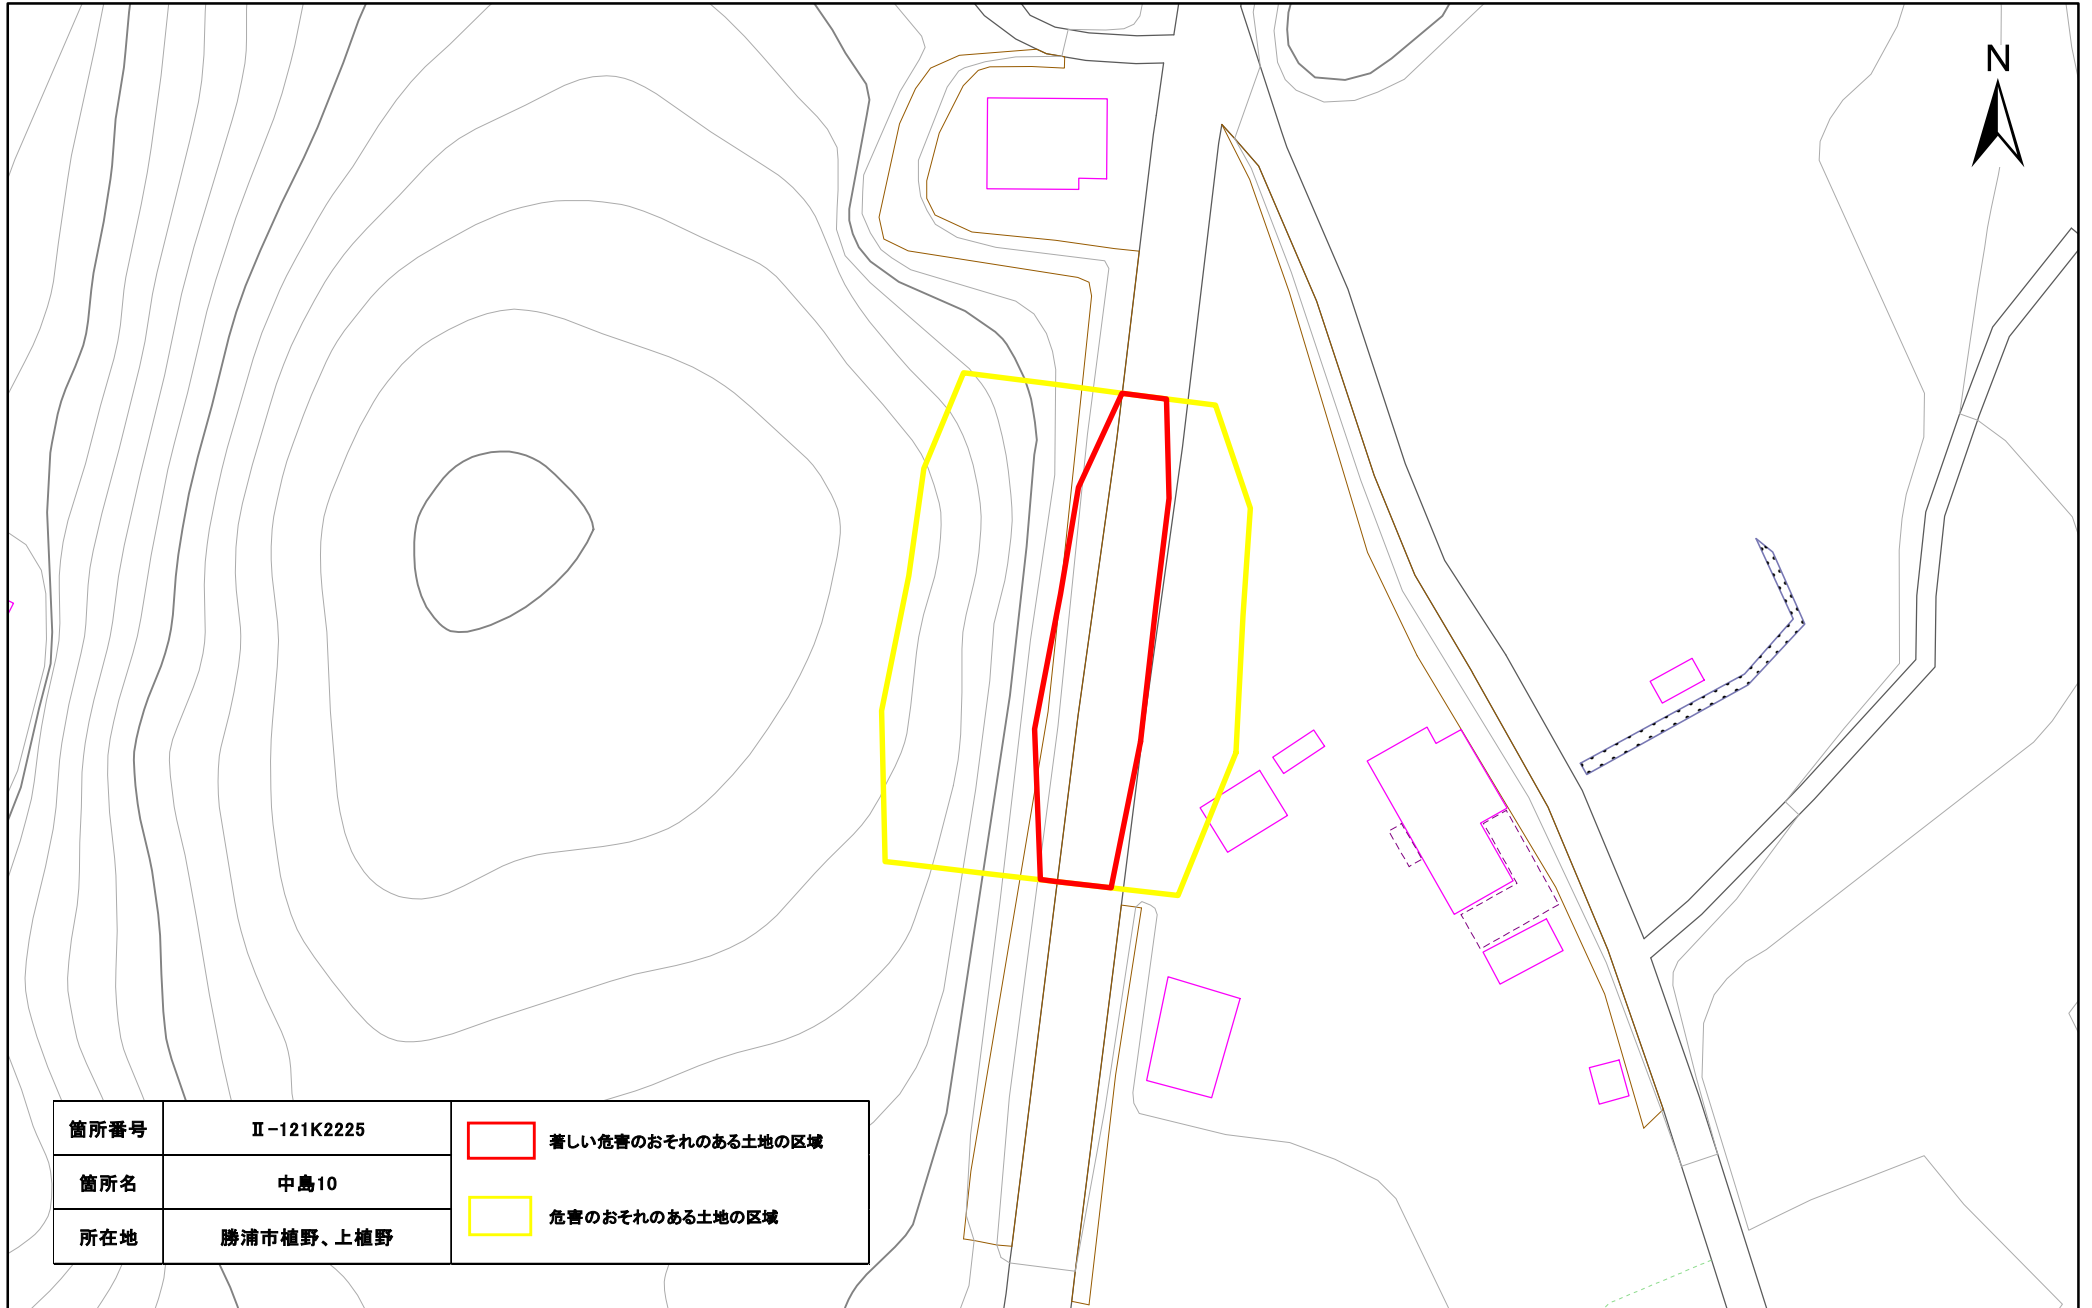 N
箇所番号 Ⅱ-121K2225
箇所名 中島10
所在地 勝浦市植野、上植野
著しい危害のおそれのある土地の区域
危害のおそれのある土地の区域